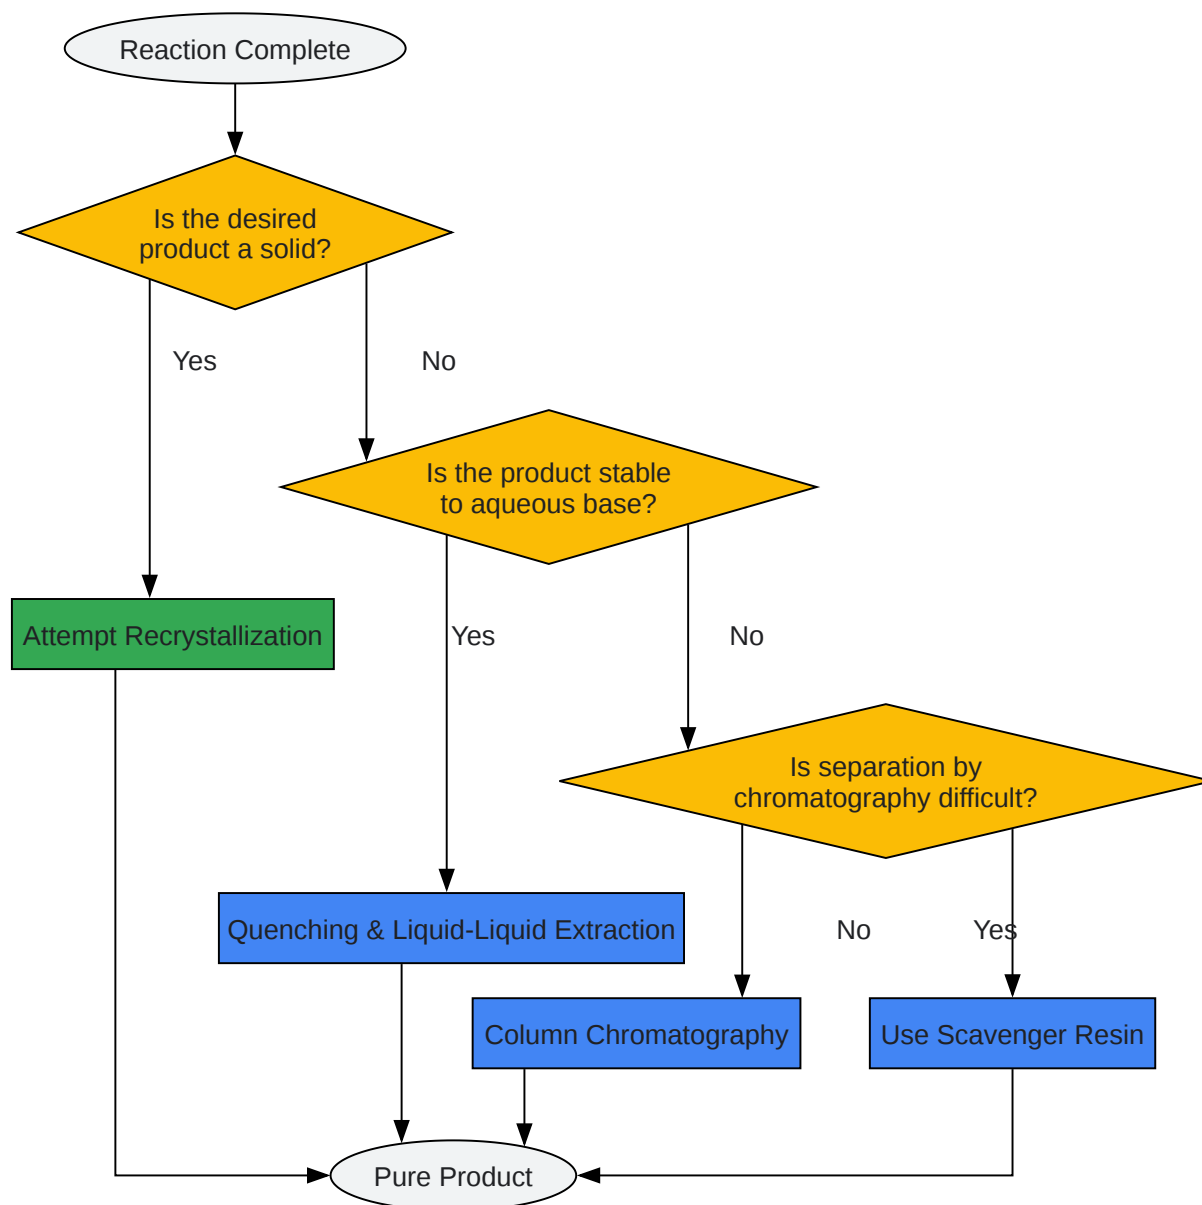 Reaction Complete
Is the desired
product a solid?
Yes
No
Is the product stable
to aqueous base?
Attempt Recrystallization
Yes
No
Is separation by
chromatography difficult?
Quenching & Liquid-Liquid Extraction
No
Yes
Column Chromatography
Use Scavenger Resin
Pure Product